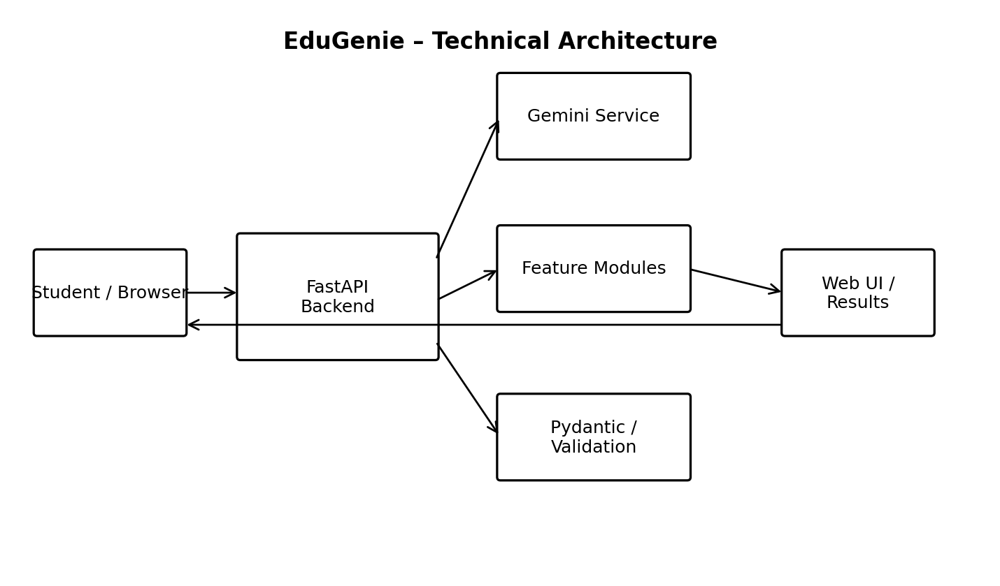 EduGenie – Technical Architecture
Gemini Service
Student / Browser
FastAPI
Backend
Feature Modules
Web UI /
Results
Pydantic /
Validation